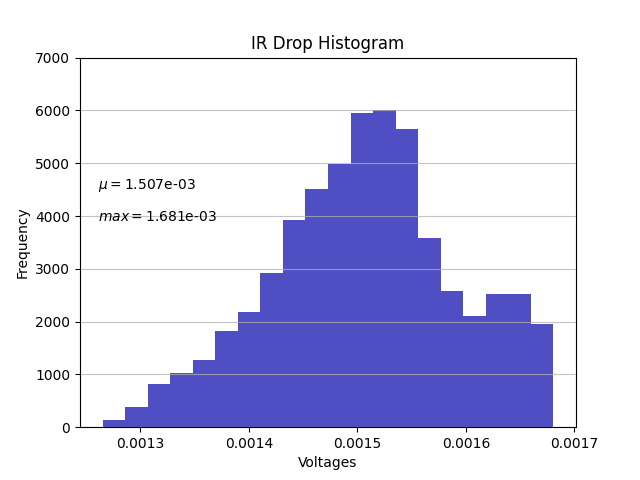 IR Drop Histogram
7000
6000
5000
4000
3000
2000
1000
0
Frequency
μ = 1.507e-03
max = 1.681e-03
0.0013 0.0014 0.0015 0.0016 0.0017
Voltages